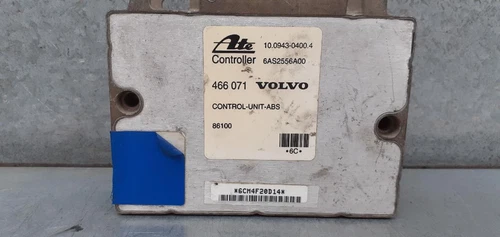 Ate 10.0943-0400.4
Controller 6AS2556A00
466 071 VOLVO
CONTROL-UNIT-ABS
86100
*6C*
*6CM4F20D14*